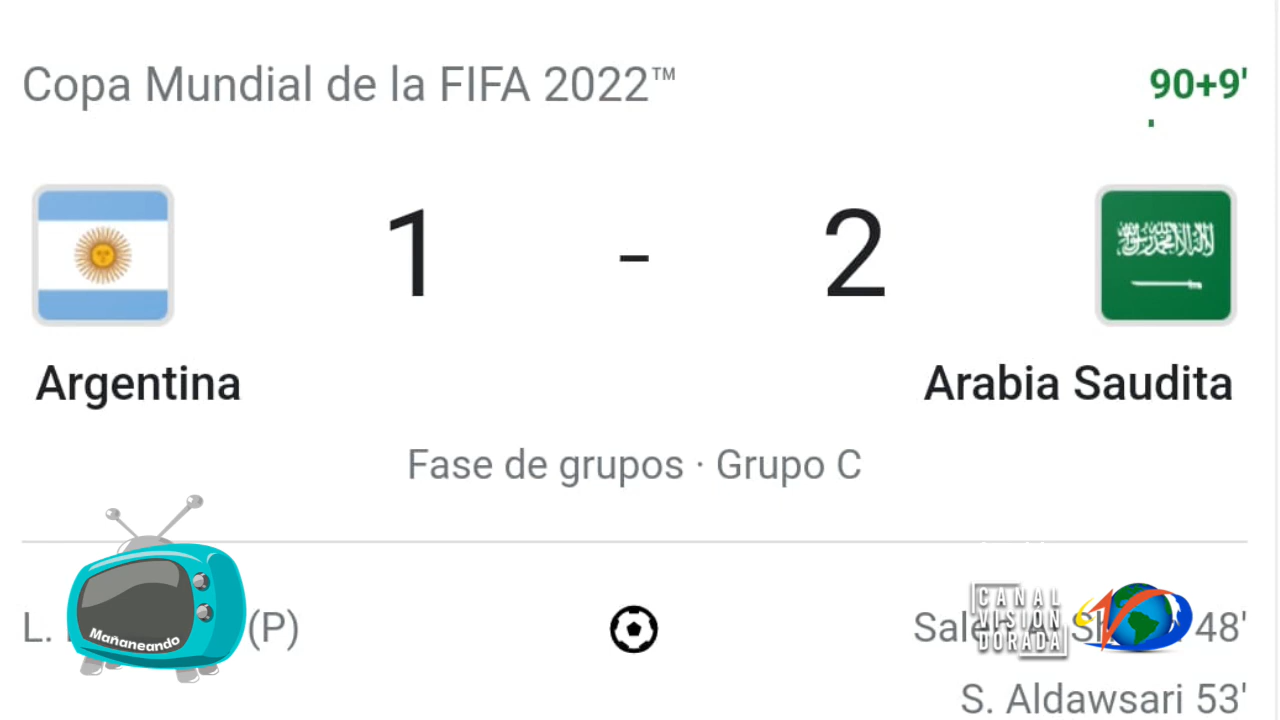 Copa Mundial de la FIFA 2022™
90+9'
1 - 2
Argentina
Arabia Saudita
Fase de grupos · Grupo C
L. (P)
48'
S. Aldawsari 53'
Mañaneando
CANAL
VISIÓN
DORADA